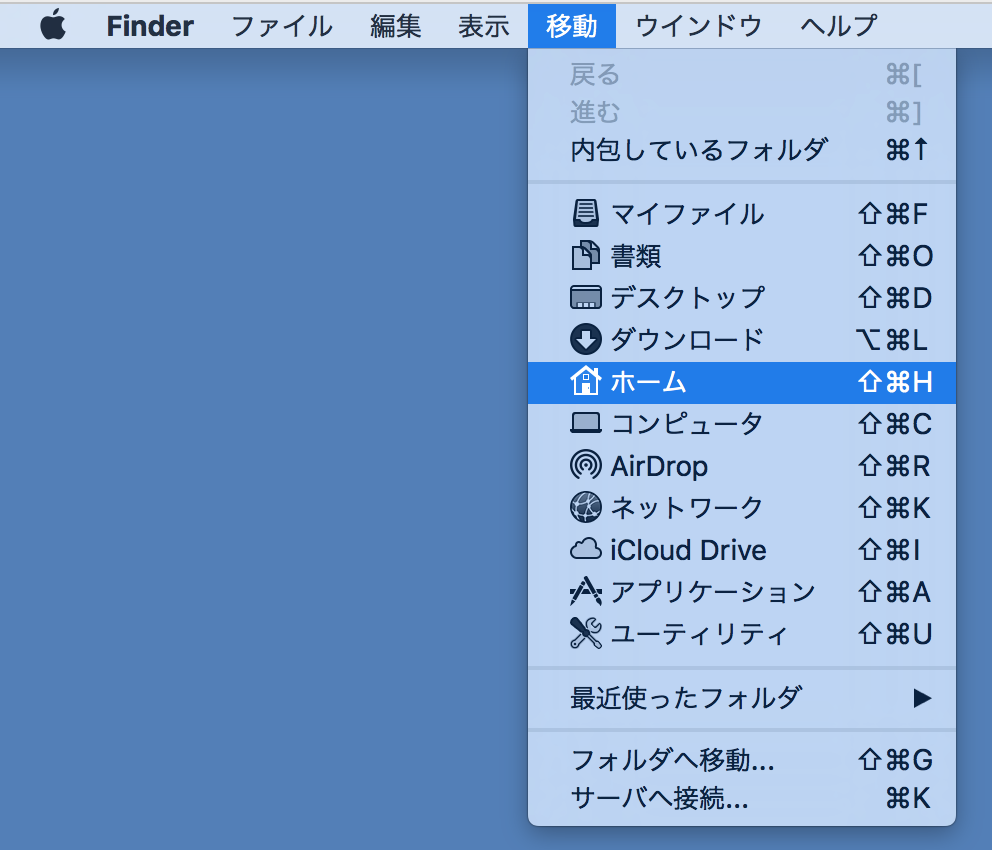 Finder ファイル 編集 表示 移動 ウインドウ ヘルプ
戻る ⌘[
進む ⌘]
内包しているフォルダ ⌘↑
マイファイル ⇧⌘F
書類 ⇧⌘O
デスクトップ ⇧⌘D
ダウンロード ⌥⌘L
ホーム ⇧⌘H
コンピュータ ⇧⌘C
AirDrop ⇧⌘R
ネットワーク ⇧⌘K
iCloud Drive ⇧⌘I
アプリケーション ⇧⌘A
ユーティリティ ⇧⌘U
最近使ったフォルダ ▶
フォルダへ移動... ⇧⌘G
サーバへ接続... ⌘K